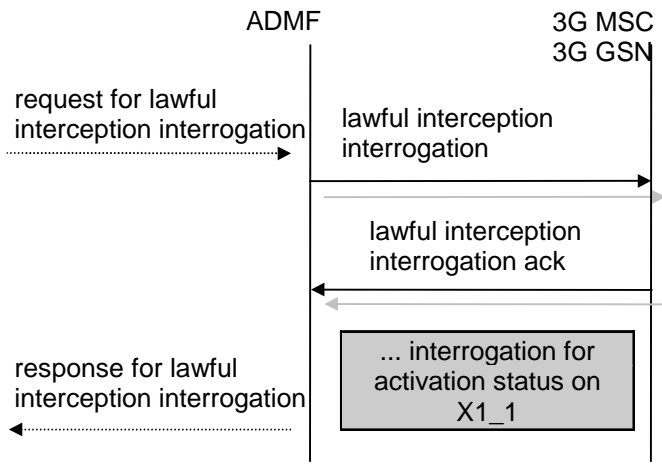 ADMF
3G MSC
3G GSN
request for lawful
interception interrogation
lawful interception
interrogation
lawful interception
interrogation ack
... interrogation for
activation status on
X1_1
response for lawful
interception interrogation